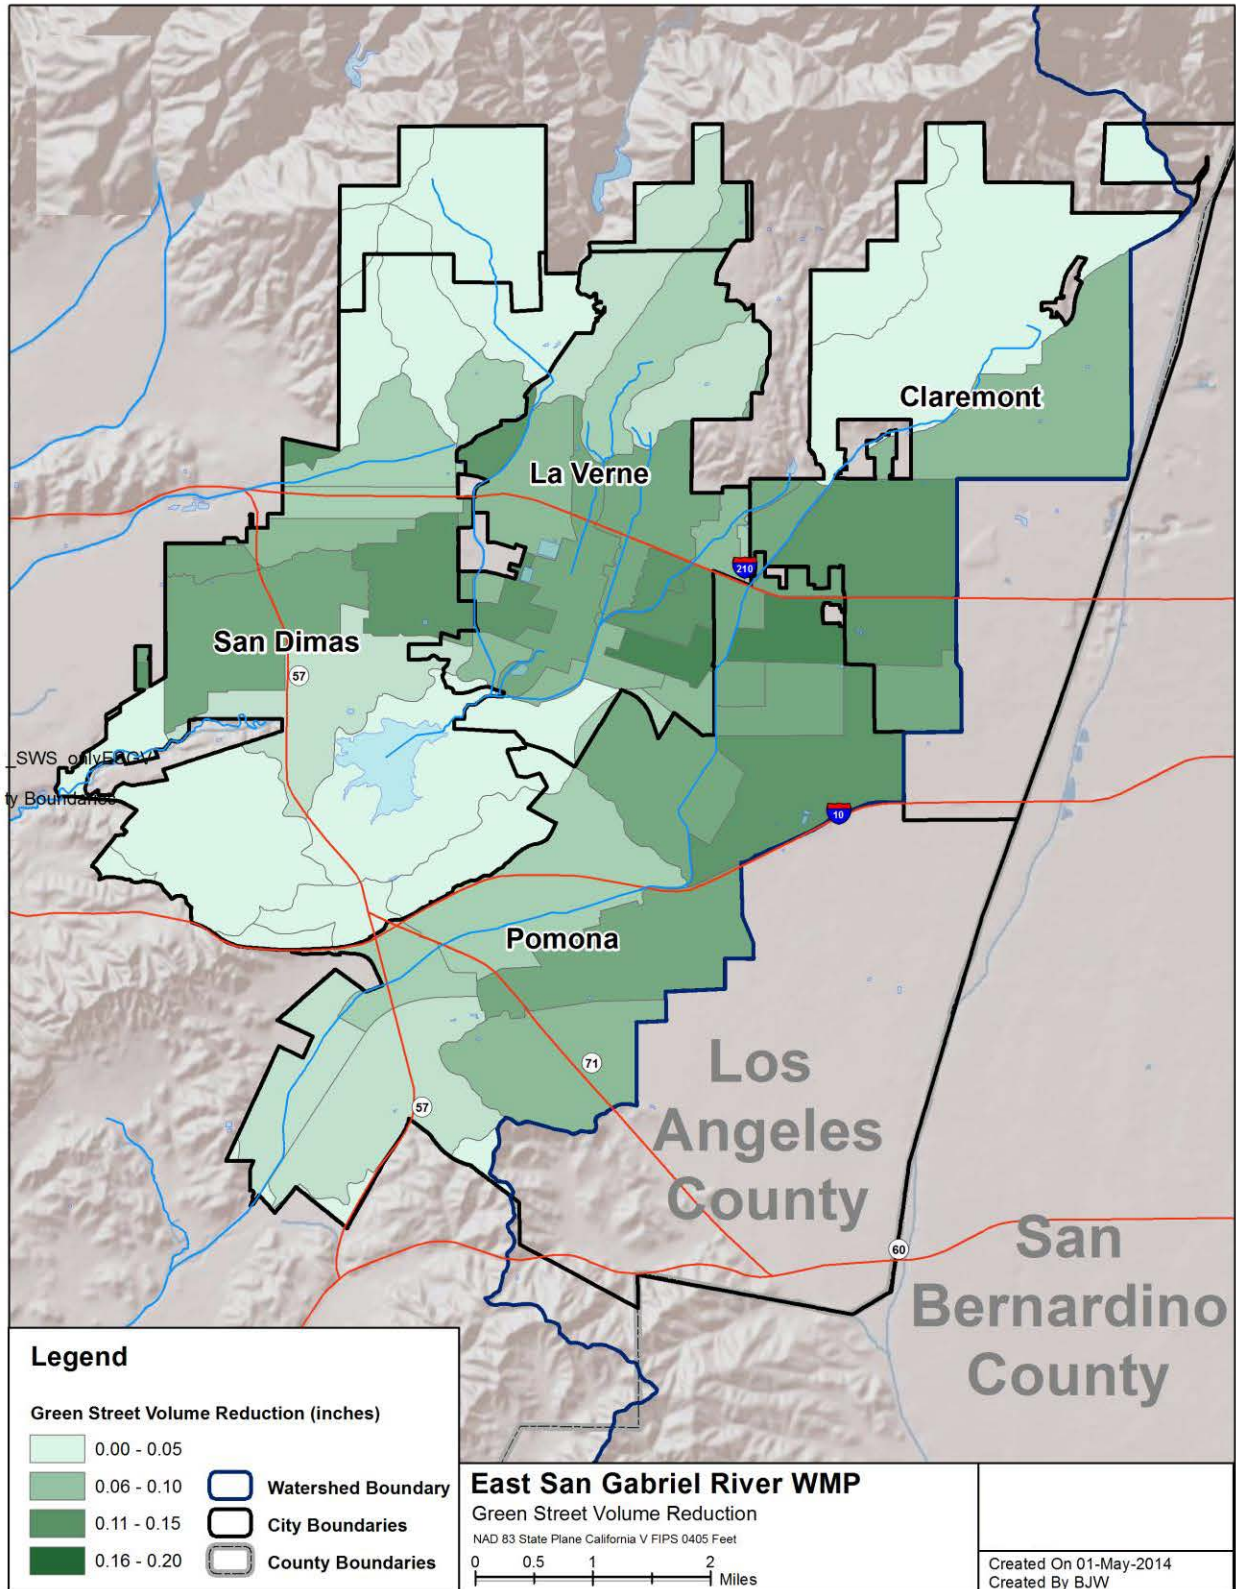 Claremont
La Verne
210
San Dimas
57
_SWS_onlyESGV
ty Boundaries
10
Pomona
71
57
Los
Angeles
County
60
San
Bernardino
County
Legend
Green Street Volume Reduction (inches)
0.00 - 0.05
0.06 - 0.10
0.11 - 0.15
0.16 - 0.20
Watershed Boundary
City Boundaries
County Boundaries
East San Gabriel River WMP
Green Street Volume Reduction
NAD 83 State Plane California V FIPS 0405 Feet
0 0.5 1 2
Miles
Created On 01-May-2014
Created By BJW